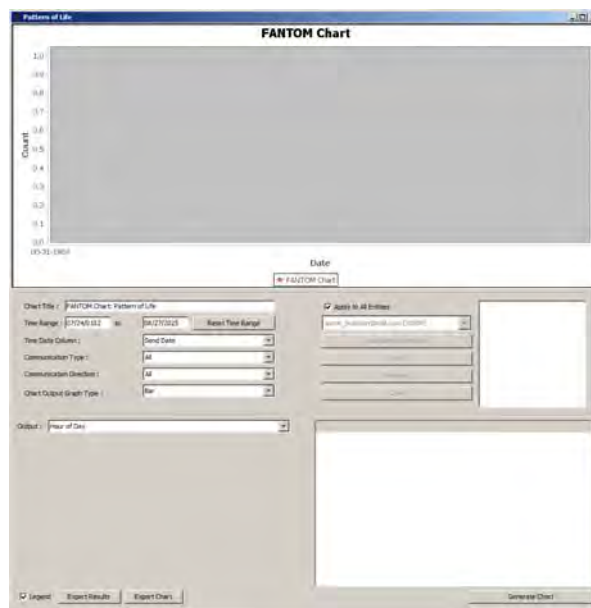 Pattern of Life
FANTOM Chart
1.0
0.9
0.8
0.7
0.6
0.5
0.4
0.3
0.2
0.1
0.0
Count
Date
FANTOM Chart
Chart Title : FANTOM Chart: Pattern of Life
Time Range : to Reset Time Range
Time Date Column : Send Date
Communication Type : All
Communication Direction : All
Chart Output Graph Type : Bar
Apply to All Entities
Output : Hour of Day
Legend Export Results Export Chart
Generate Chart